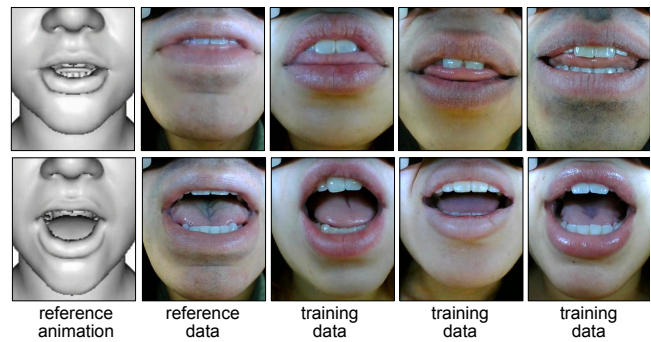 reference
animation
reference
data
training
data
training
data
training
data